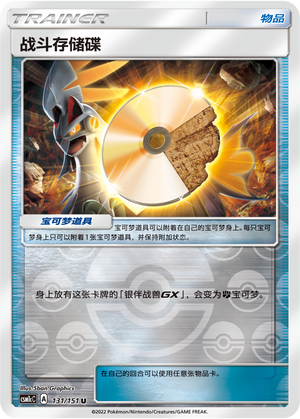 TRAINER
物品
战斗存储碟
宝可梦道具
宝可梦道具可以附着在自己的宝可梦身上。每只宝可
梦身上只可以附着1张宝可梦道具，并保持附加状态。
身上放有这张卡牌的「银伴战兽GX」，会变为宝可梦。
Illus. 5ban Graphics
A 131/151 U
在自己的回合可以使用任意张物品卡。
©2022 Pokémon/Nintendo/Creatures/GAME FREAK.